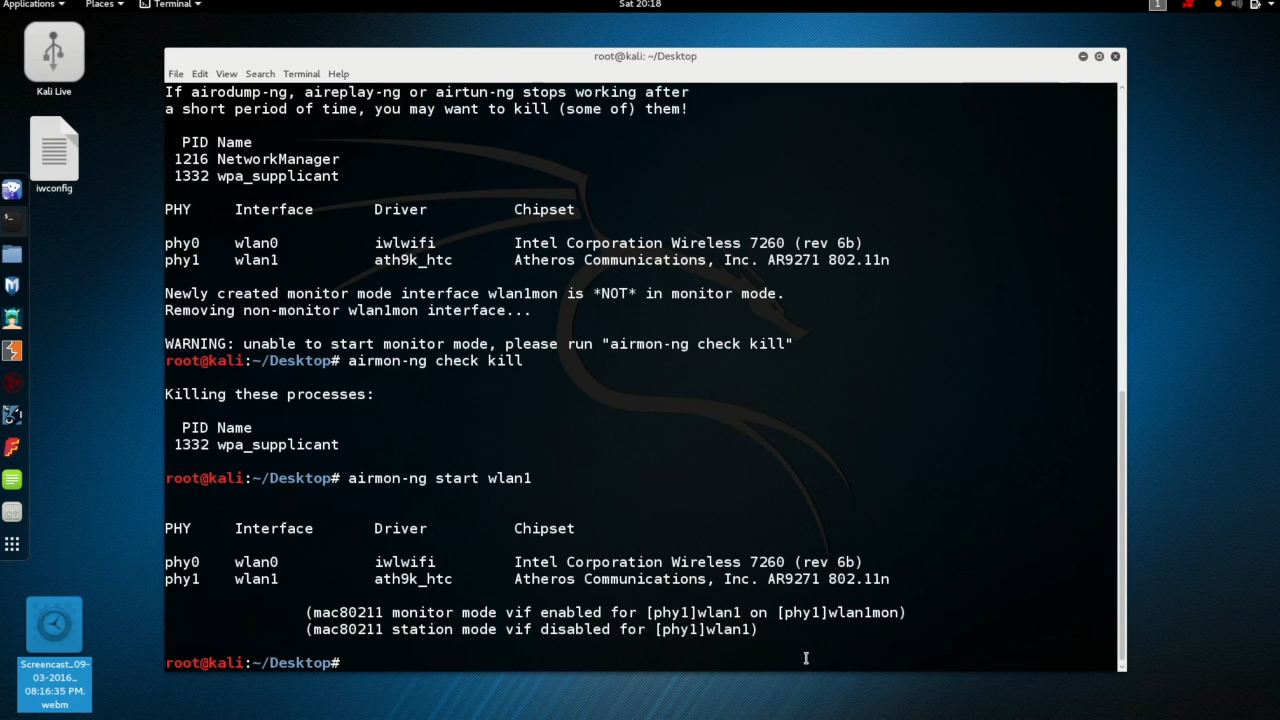 Applications Places Terminal Sat 20:18 1
root@kali: ~/Desktop
File Edit View Search Terminal Help
Kali Live
iwconfig
If airodump-ng, aireplay-ng or airtun-ng stops working after
a short period of time, you may want to kill (some of) them!
PID Name
1216 NetworkManager
1332 wpa_supplicant
PHY Interface Driver Chipset
phy0 wlan0 iwlwifi Intel Corporation Wireless 7260 (rev 6b)
phy1 wlan1 ath9k_htc Atheros Communications, Inc. AR9271 802.11n
Newly created monitor mode interface wlan1mon is *NOT* in monitor mode.
Removing non-monitor wlan1mon interface...
WARNING: unable to start monitor mode, please run "airmon-ng check kill"
root@kali:~/Desktop# airmon-ng check kill
Killing these processes:
PID Name
1332 wpa_supplicant
root@kali:~/Desktop# airmon-ng start wlan1
PHY Interface Driver Chipset
phy0 wlan0 iwlwifi Intel Corporation Wireless 7260 (rev 6b)
phy1 wlan1 ath9k_htc Atheros Communications, Inc. AR9271 802.11n
(mac80211 monitor mode vif enabled for [phy1]wlan1 on [phy1]wlan1mon)
(mac80211 station mode vif disabled for [phy1]wlan1)
root@kali:~/Desktop#
Screencast_09-
03-2016_
08:16:35 PM.
webm